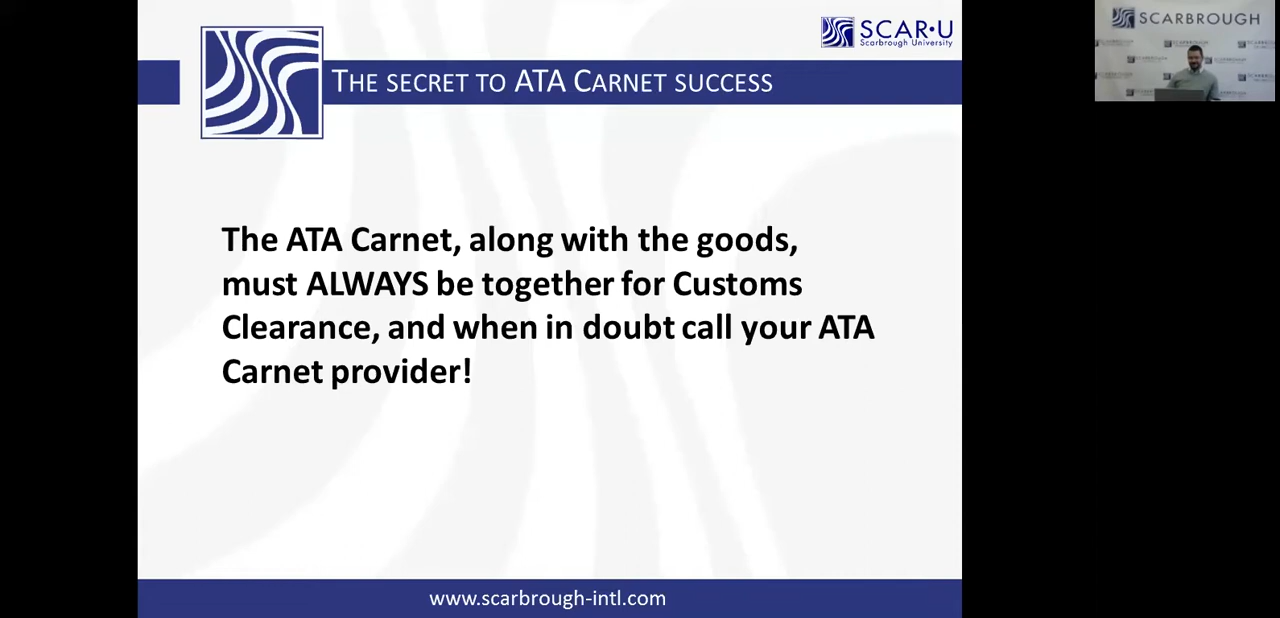 SCAR•U
Scarbrough University
THE SECRET TO ATA CARNET SUCCESS
The ATA Carnet, along with the goods,
must ALWAYS be together for Customs
Clearance, and when in doubt call your ATA
Carnet provider!
www.scarbrough-intl.com
SCARBROUGH